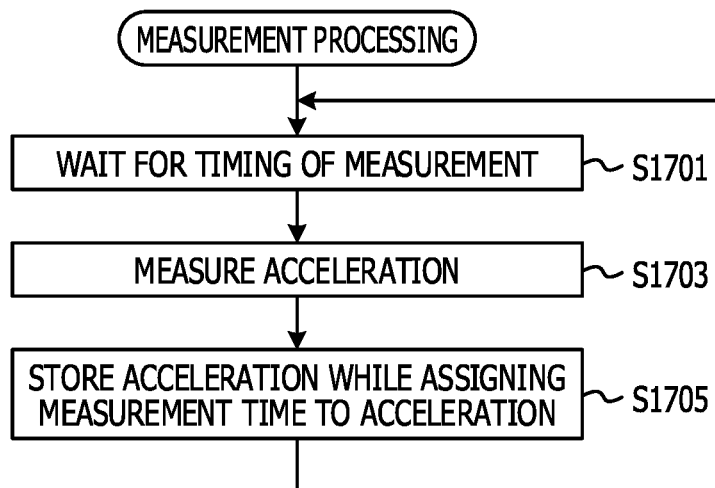 MEASUREMENT PROCESSING
WAIT FOR TIMING OF MEASUREMENT
S1701
MEASURE ACCELERATION
S1703
STORE ACCELERATION WHILE ASSIGNING
MEASUREMENT TIME TO ACCELERATION
S1705